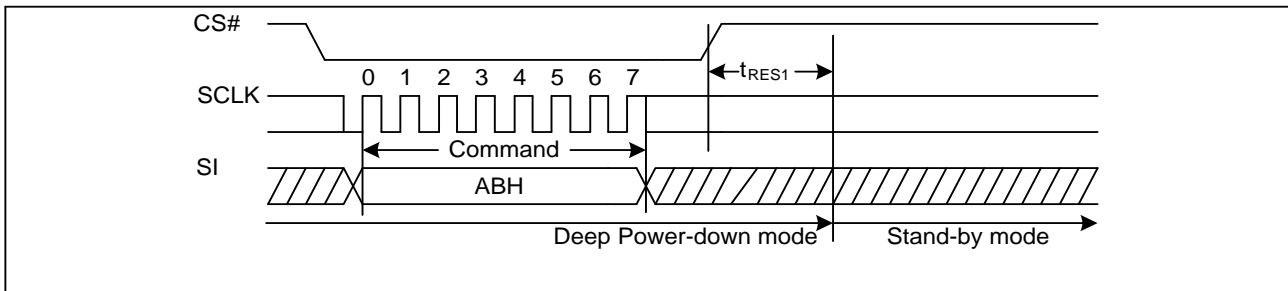 CS#
tRES1
0 1 2 3 4 5 6 7
SCLK
Command
SI
ABH
Deep Power-down mode
Stand-by mode